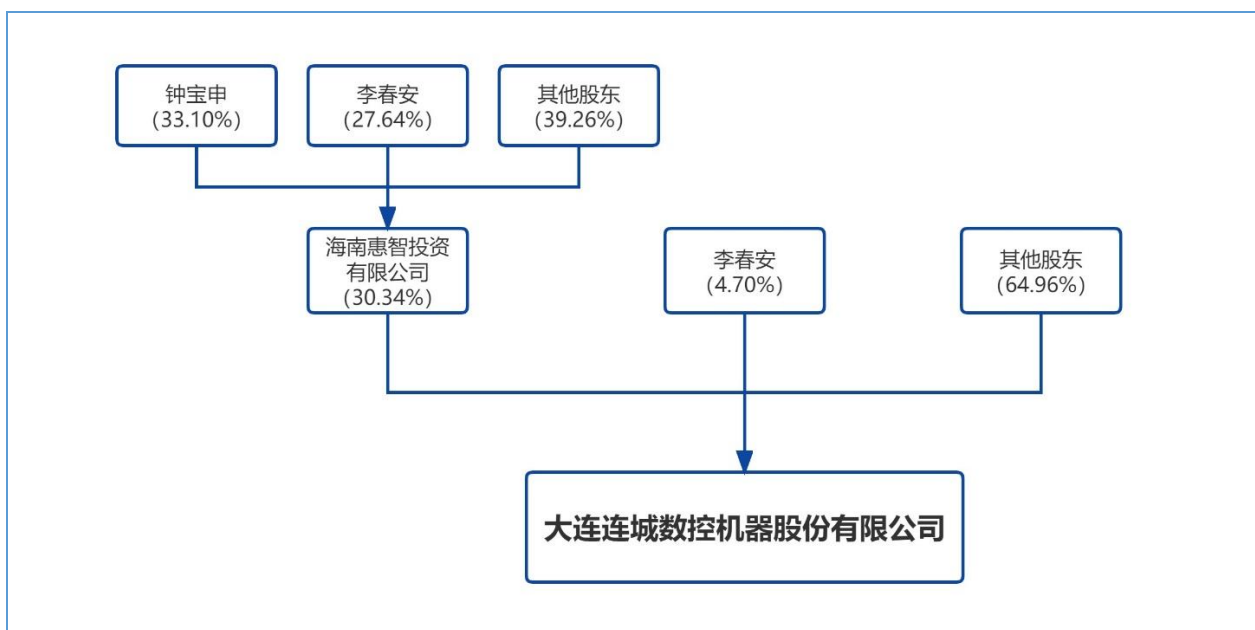 钟宝申
(33.10%)
李春安
(27.64%)
其他股东
(39.26%)
海南惠智投资
有限公司
(30.34%)
李春安
(4.70%)
其他股东
(64.96%)
大连连城数控机器股份有限公司